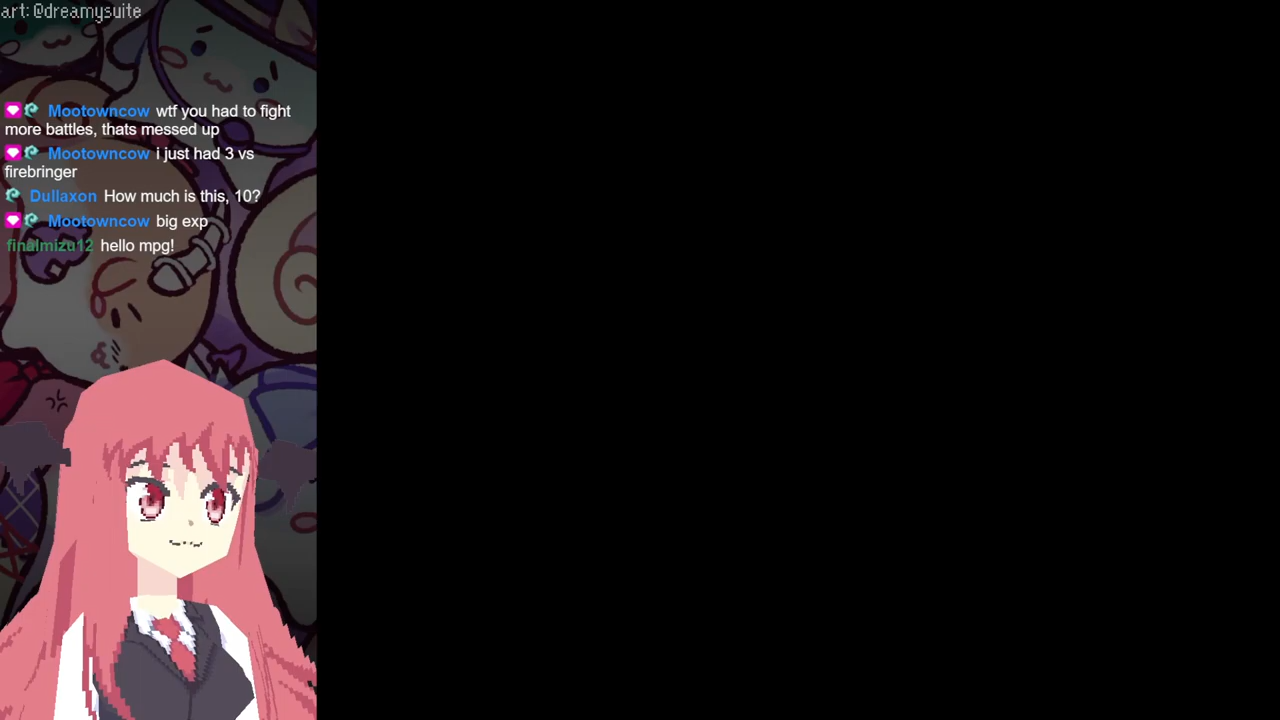 art: @dreamysuite
Mootowncow wtf you had to fight
more battles, thats messed up
Mootowncow i just had 3 vs
firebringer
Dullaxon How much is this, 10?
Mootowncow big exp
finalmizu12 hello mpg!